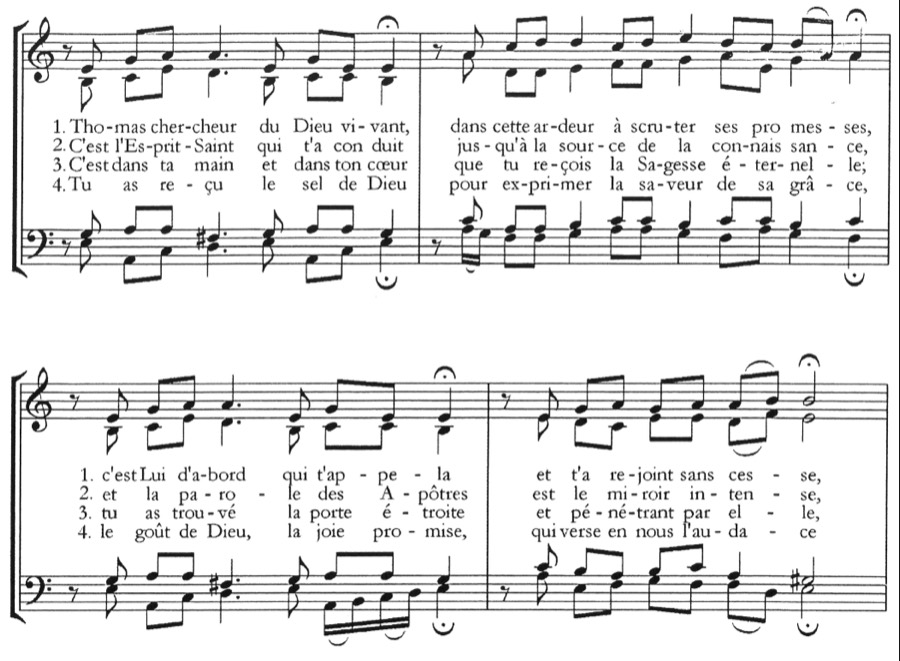 1. Tho-mas cher-cheur du Dieu vi-vant, dans cette ar-deur à scru-ter ses pro mes-ses,
2. C'est l'Es-prit-Saint qui t'a con duit jus-qu'à la sour-ce de la con-nais san-ce,
3. C'est dans ta main et dans ton cœur que tu re-çois la Sa-gesse é-ter-nel-le;
4. Tu as re-çu le sel de Dieu pour ex-pri-mer la sa-veur de sa grâ-ce,
1. c'est Lui d'a-bord qui t'ap-pe-la et t'a re-joint sans ces-se,
2. et la pa-ro-le des A-pôtres est le mi-roir in-ten-se,
3. tu as trou-vé la porte é-troite et pé-né-trant par el-le,
4. le goût de Dieu, la joie pro-mise, qui verse en nous l'au-da-ce